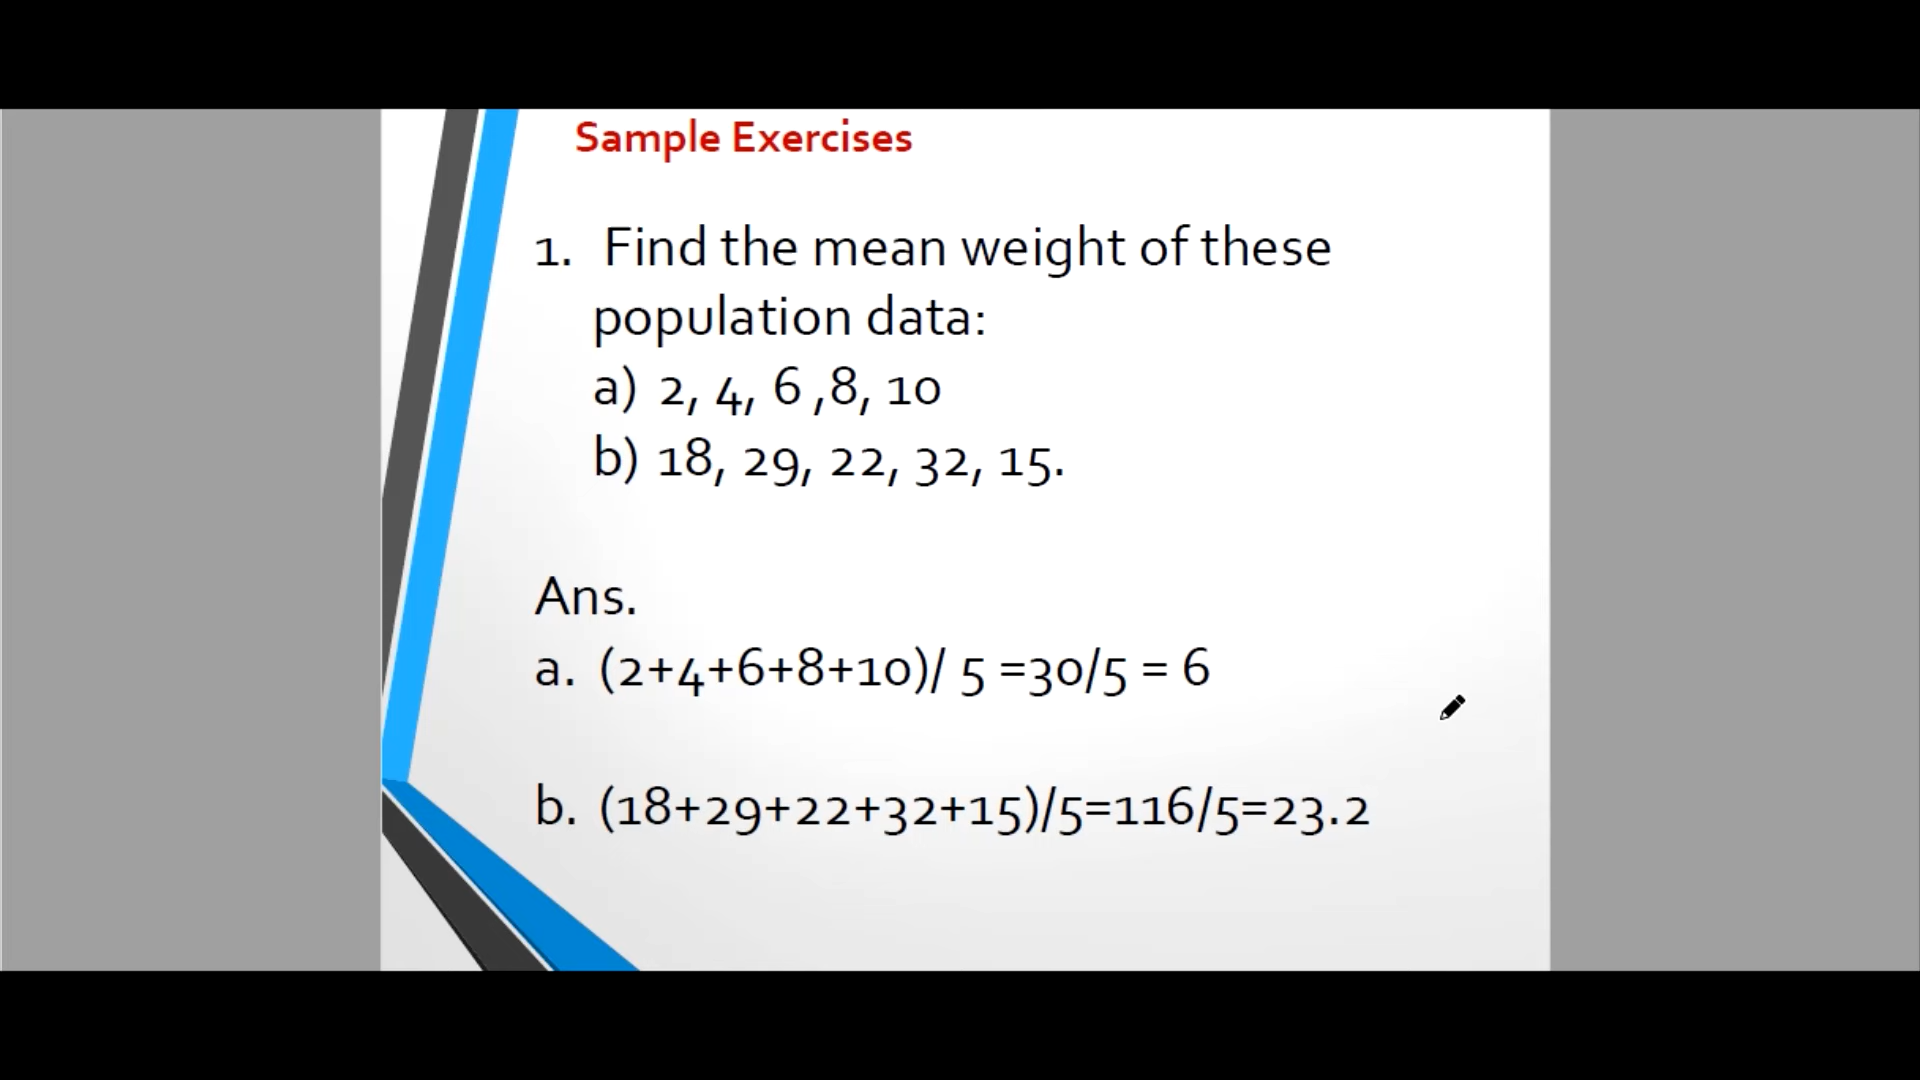 Sample Exercises
1. Find the mean weight of these
population data:
a) 2, 4, 6 ,8, 10
b) 18, 29, 22, 32, 15.
Ans.
a. (2+4+6+8+10)/ 5 =30/5 = 6
b. (18+29+22+32+15)/5=116/5=23.2